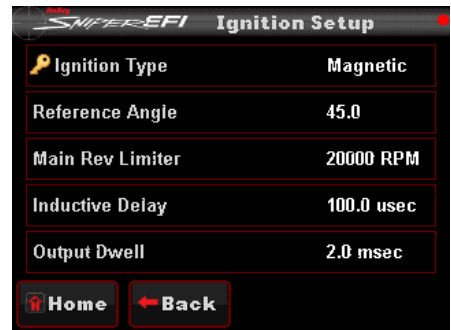 Holley
SNIPER EFI Ignition Setup
Ignition Type Magnetic
Reference Angle 45.0
Main Rev Limiter 20000 RPM
Inductive Delay 100.0 usec
Output Dwell 2.0 msec
Home Back